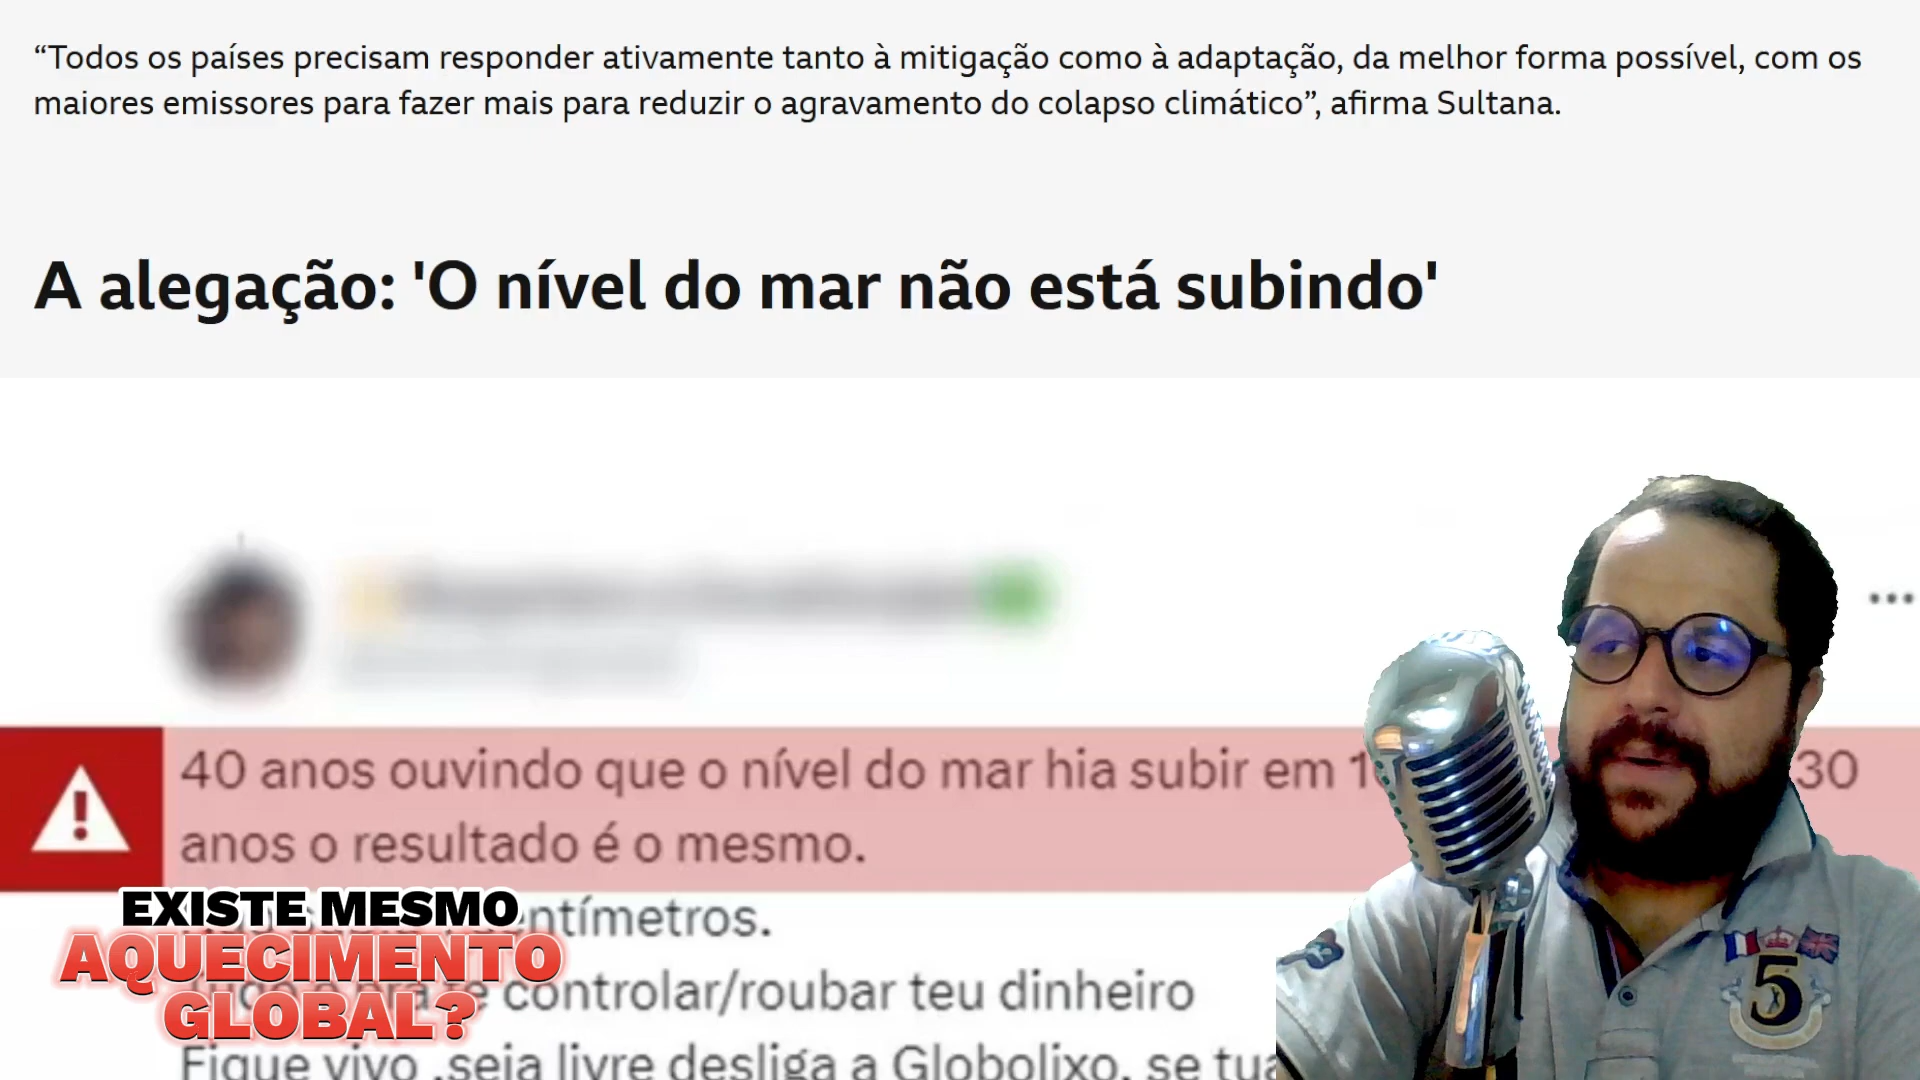 “Todos os países precisam responder ativamente tanto à mitigação como à adaptação, da melhor forma possível, com os
maiores emissores para fazer mais para reduzir o agravamento do colapso climático”, afirma Sultana.
A alegação: 'O nível do mar não está subindo'
40 anos ouvindo que o nível do mar hia subir em 30
anos o resultado é o mesmo.
EXISTE MESMO
AQUECIMENTO
GLOBAL?
controlar/roubar teu dinheiro
Fique vivo ,seja livre desliga a Globolixo, se
5